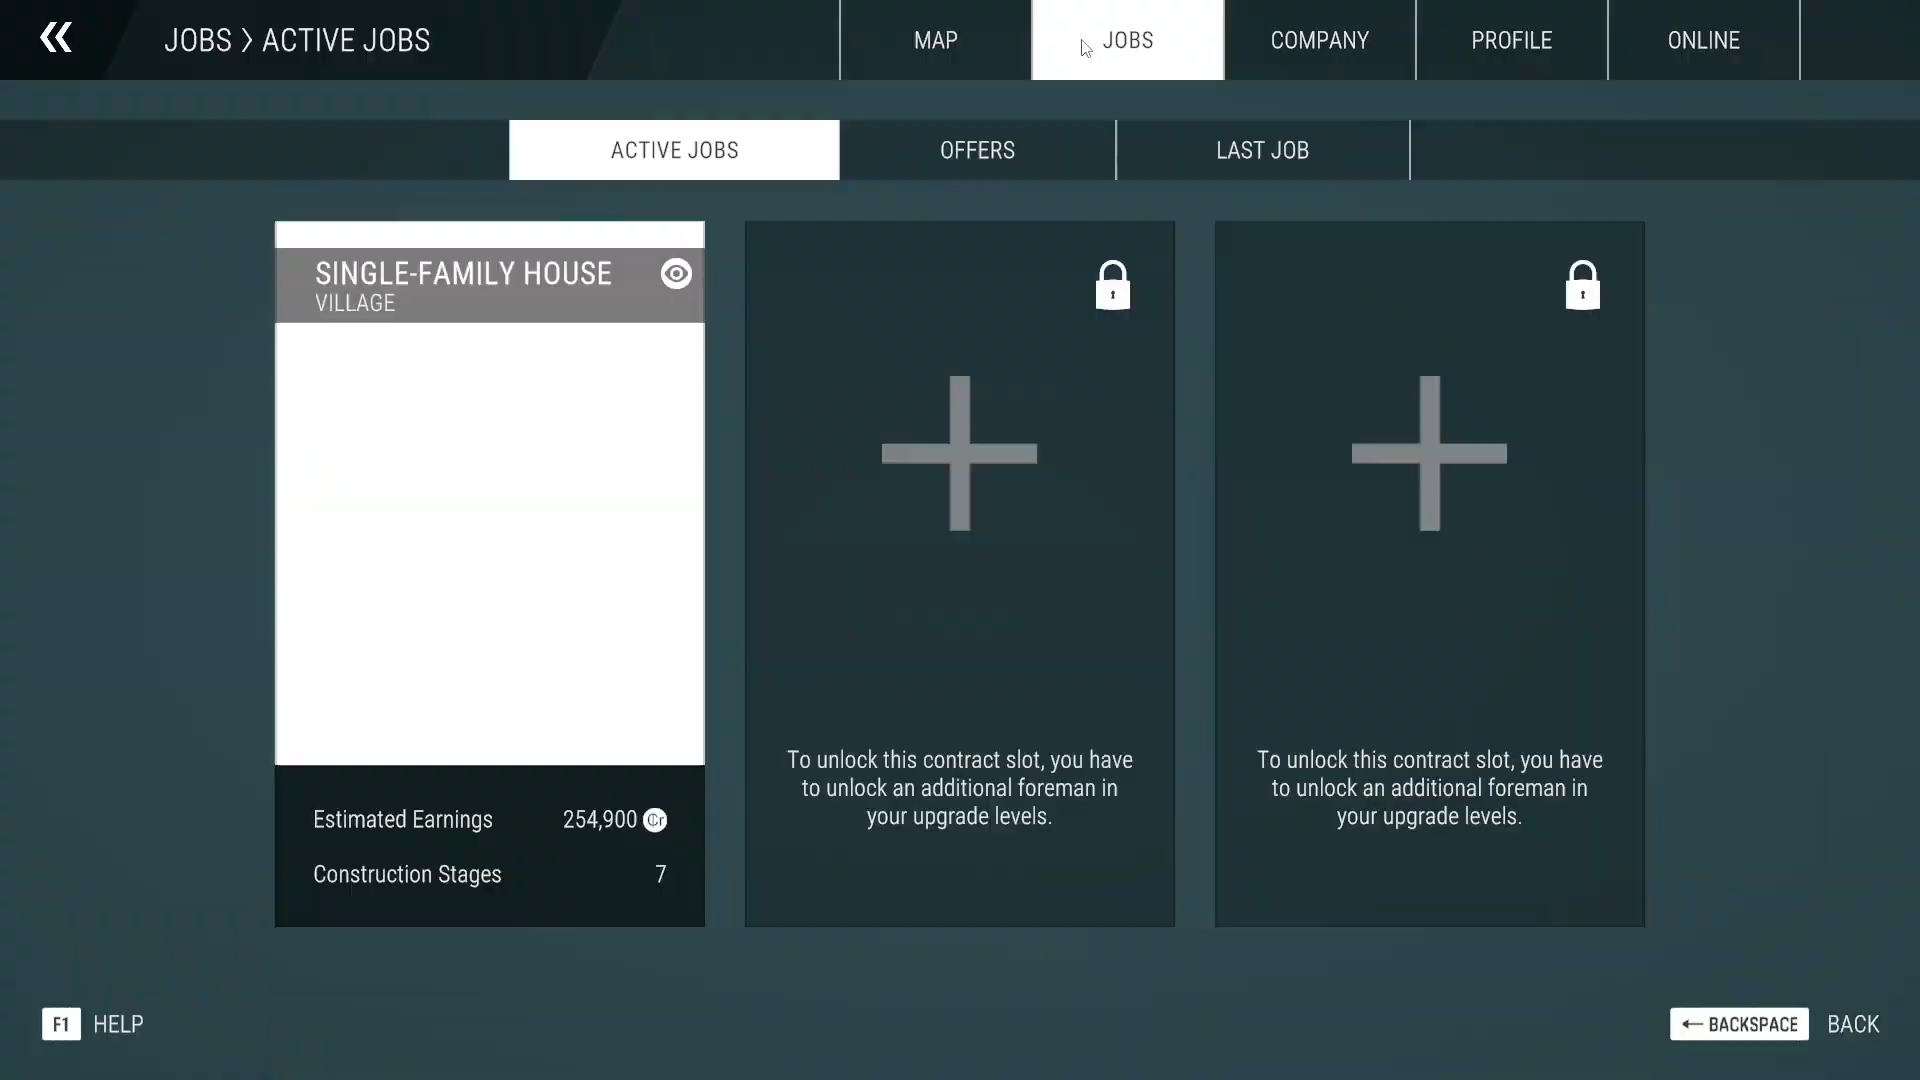 JOBS > ACTIVE JOBS
MAP
JOBS
COMPANY
PROFILE
ONLINE
ACTIVE JOBS
OFFERS
LAST JOB
SINGLE-FAMILY HOUSE
VILLAGE
Estimated Earnings 254,900 Cr
Construction Stages 7
To unlock this contract slot, you have
to unlock an additional foreman in
your upgrade levels.
To unlock this contract slot, you have
to unlock an additional foreman in
your upgrade levels.
F1 HELP
← BACKSPACE BACK